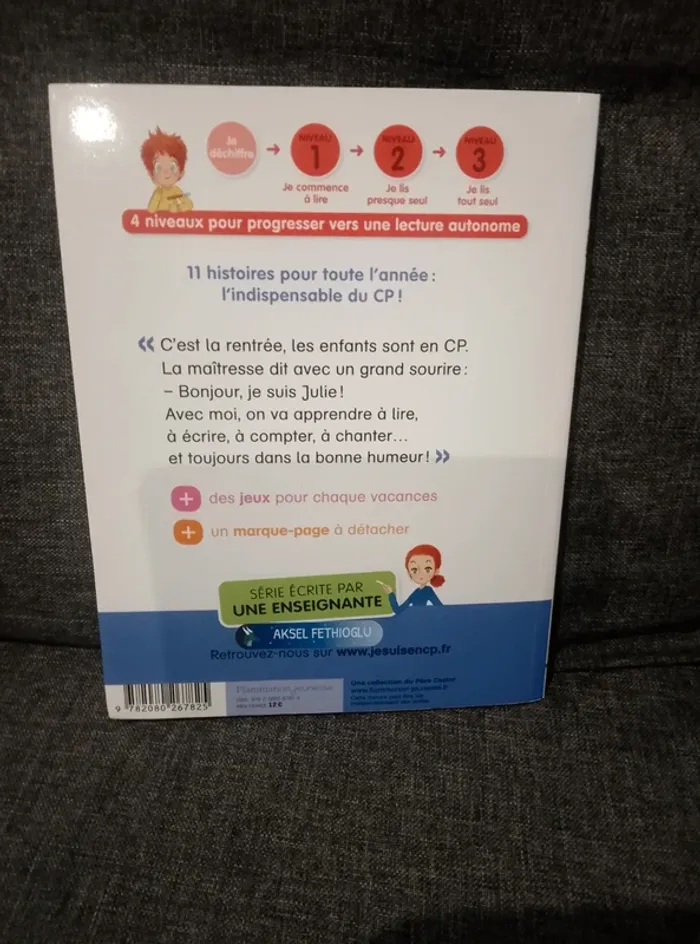 Je
déchiffre
NIVEAU
1
NIVEAU
2
NIVEAU
3
Je commence
à lire
Je lis
presque seul
Je lis
tout seul
4 niveaux pour progresser vers une lecture autonome
11 histoires pour toute l'année :
l'indispensable du CP !
« C'est la rentrée, les enfants sont en CP.
La maîtresse dit avec un grand sourire :
– Bonjour, je suis Julie !
Avec moi, on va apprendre à lire,
à écrire, à compter, à chanter...
et toujours dans la bonne humeur ! »
+ des jeux pour chaque vacances
+ un marque-page à détacher
SÉRIE ÉCRITE PAR
UNE ENSEIGNANTE
AKSEL FETHIOGLU
Retrouvez-nous sur www.jesuisencp.fr
Flammarion jeunesse
12 €
Une collection du Père Castor
9 782080 267825